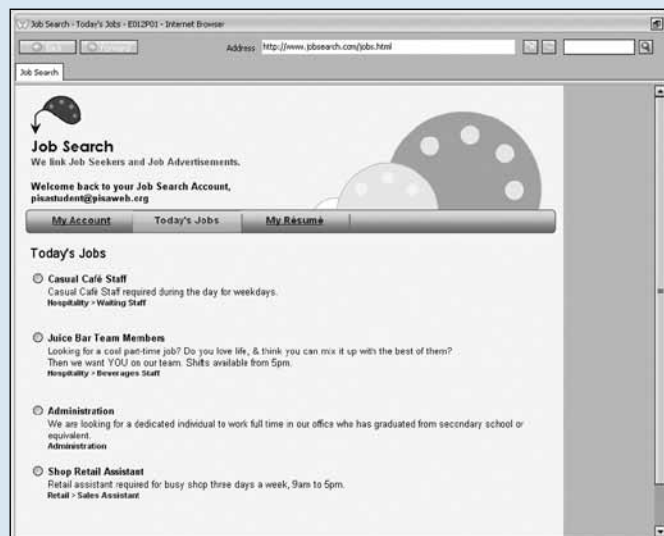 Job Search - Today's Jobs - E012P01 - Internet Browser
Back Forward Address http://www.jobsearch.com/jobs.html
Job Search
Job Search
We link Job Seekers and Job Advertisements.
Welcome back to your Job Search Account,
pisastudent@pisaweb.org
My Account Today's Jobs My Résumé
Today's Jobs
Casual Café Staff
Casual Café Staff required during the day for weekdays.
Hospitality > Waiting Staff
Juice Bar Team Members
Looking for a cool part-time job? Do you love life, & think you can mix it up with the best of them?
Then we want YOU on our team. Shifts available from 5pm.
Hospitality > Beverages Staff
Administration
We are looking for a dedicated individual to work full time in our office who has graduated from secondary school or
equivalent.
Administration
Shop Retail Assistant
Retail assistant required for busy shop three days a week, 9am to 5pm.
Retail > Sales Assistant